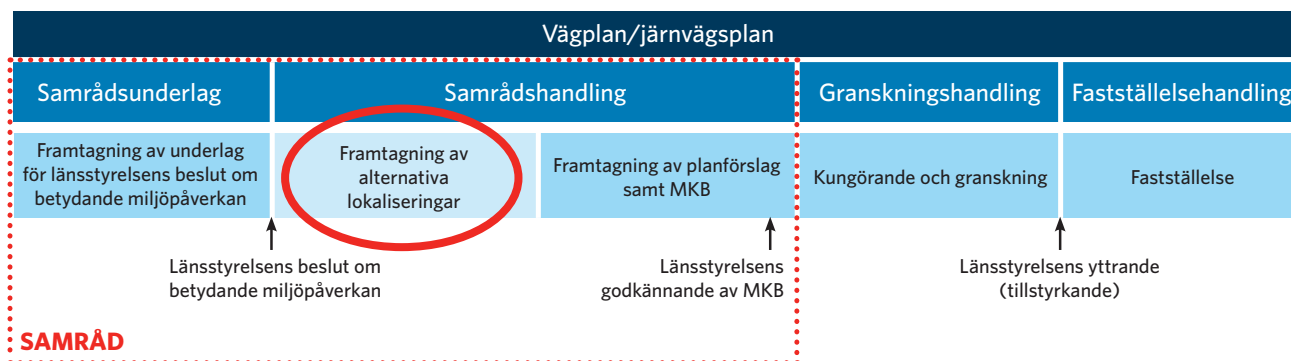 Vägplan/järnvägsplan
Samrådsunderlag
Samrådshandling
Granskningshandling
Fastställelsehandling
Framtagning av underlag
för länsstyrelsens beslut om
betydande miljöpåverkan
Framtagning av
alternativa
lokaliseringar
Framtagning av planförslag
samt MKB
Kungörande och granskning
Fastställelse
Länsstyrelsens beslut om
betydande miljöpåverkan
Länsstyrelsens
godkännande av MKB
Länsstyrelsens yttrande
(tillstyrkande)
SAMRÅD